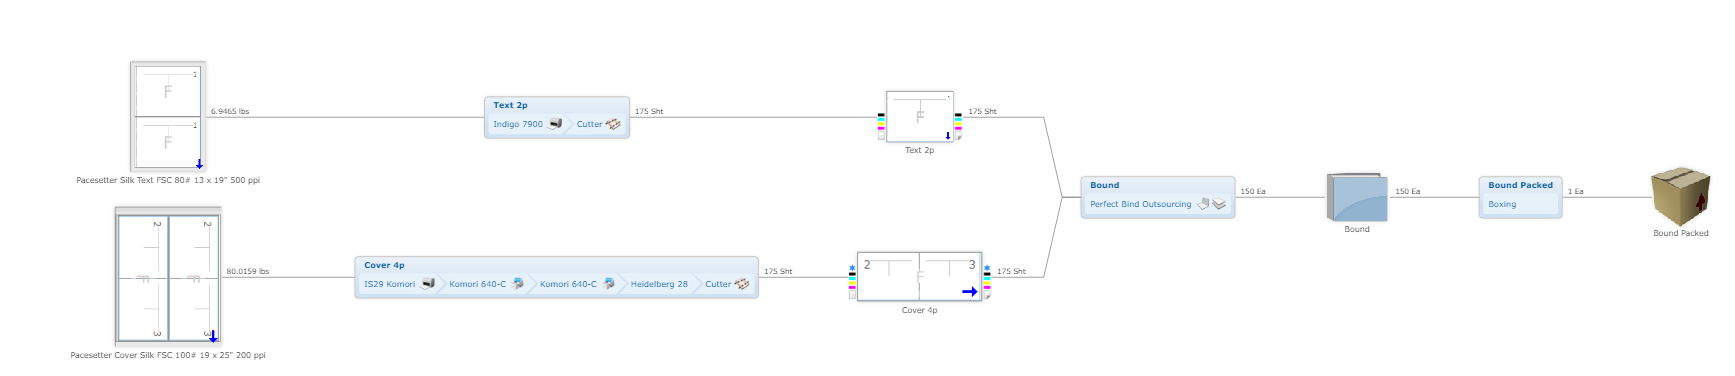 1
F
1
F
6.9465 lbs
Pacesetter Silk Text FSC 80# 13 x 19" 500 ppi
Text 2p
Indigo 7900 Cutter
175 Sht
1
F
Text 2p
175 Sht
2 2
F F
3 3
80.0159 lbs
Pacesetter Cover Silk FSC 100# 19 x 25" 200 ppi
Cover 4p
IS29 Komori Komori 640-C Komori 640-C Heidelberg 28 Cutter
175 Sht
2 3
F
Cover 4p
175 Sht
Bound
Perfect Bind Outsourcing
150 Ea
Bound
150 Ea
Bound Packed
Boxing
1 Ea
Bound Packed